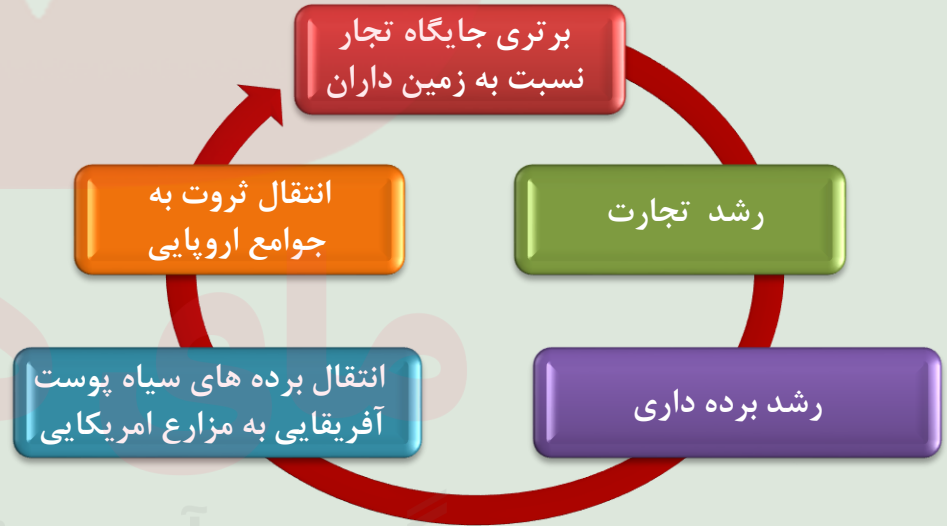 برتری جایگاه تجار
نسبت به زمین داران
رشد تجارت
رشد برده داری
انتقال برده های سیاه پوست
آفریقایی به مزارع امریکایی
انتقال ثروت به
جوامع اروپایی